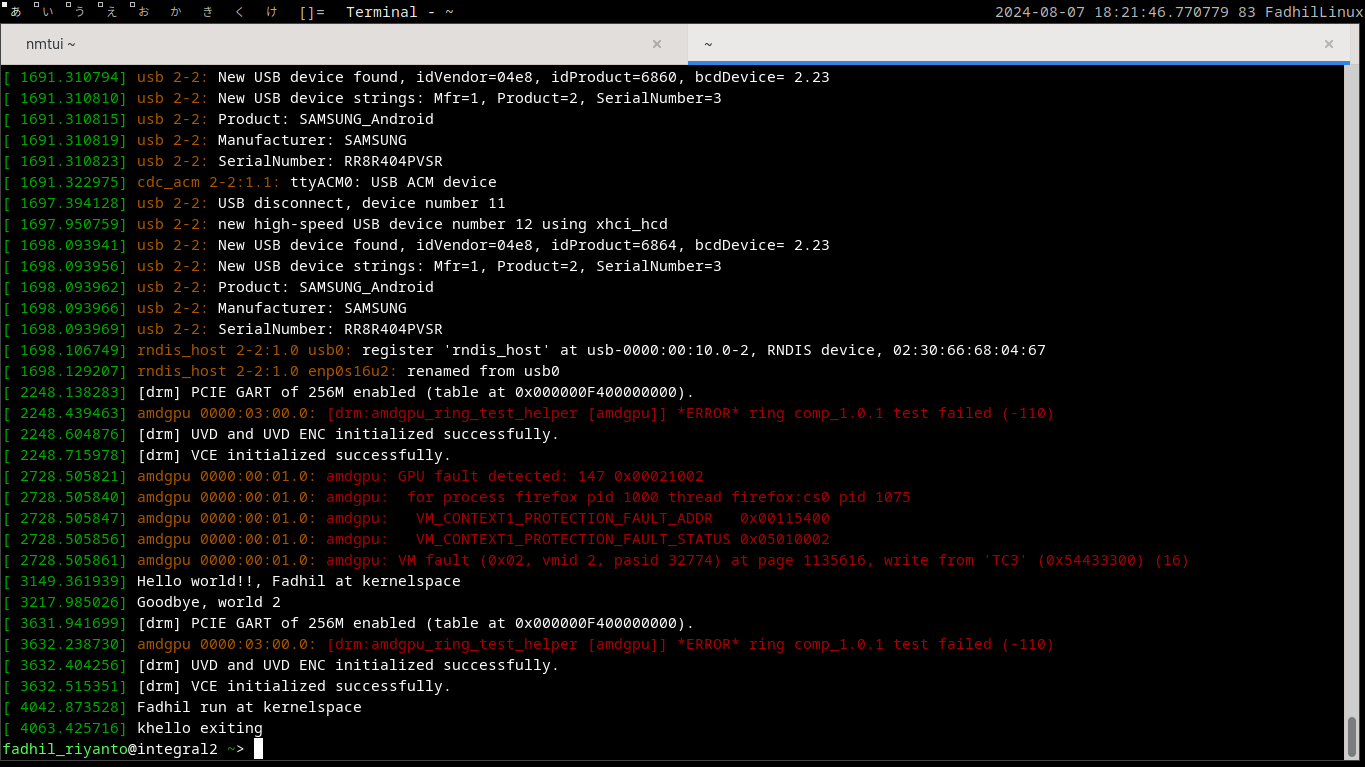 あ い う え お か き く け []= Terminal - ~ 2024-08-07 18:21:46.770779 83 FadhilLinux
nmtui ~ × ~ ×
[ 1691.310794] usb 2-2: New USB device found, idVendor=04e8, idProduct=6860, bcdDevice= 2.23
[ 1691.310810] usb 2-2: New USB device strings: Mfr=1, Product=2, SerialNumber=3
[ 1691.310815] usb 2-2: Product: SAMSUNG_Android
[ 1691.310819] usb 2-2: Manufacturer: SAMSUNG
[ 1691.310823] usb 2-2: SerialNumber: RR8R404PVSR
[ 1691.322975] cdc_acm 2-2:1.1: ttyACM0: USB ACM device
[ 1697.394128] usb 2-2: USB disconnect, device number 11
[ 1697.950759] usb 2-2: new high-speed USB device number 12 using xhci_hcd
[ 1698.093941] usb 2-2: New USB device found, idVendor=04e8, idProduct=6864, bcdDevice= 2.23
[ 1698.093956] usb 2-2: New USB device strings: Mfr=1, Product=2, SerialNumber=3
[ 1698.093962] usb 2-2: Product: SAMSUNG_Android
[ 1698.093966] usb 2-2: Manufacturer: SAMSUNG
[ 1698.093969] usb 2-2: SerialNumber: RR8R404PVSR
[ 1698.106749] rndis_host 2-2:1.0 usb0: register 'rndis_host' at usb-0000:00:10.0-2, RNDIS device, 02:30:66:68:04:67
[ 1698.129207] rndis_host 2-2:1.0 enp0s16u2: renamed from usb0
[ 2248.138283] [drm] PCIE GART of 256M enabled (table at 0x000000F400000000).
[ 2248.439463] amdgpu 0000:03:00.0: [drm:amdgpu_ring_test_helper [amdgpu]] *ERROR* ring comp_1.0.1 test failed (-110)
[ 2248.604876] [drm] UVD and UVD ENC initialized successfully.
[ 2248.715978] [drm] VCE initialized successfully.
[ 2728.505821] amdgpu 0000:00:01.0: amdgpu: GPU fault detected: 147 0x00021002
[ 2728.505840] amdgpu 0000:00:01.0: amdgpu:  for process firefox pid 1000 thread firefox:cs0 pid 1075
[ 2728.505847] amdgpu 0000:00:01.0: amdgpu:   VM_CONTEXT1_PROTECTION_FAULT_ADDR   0x00115400
[ 2728.505856] amdgpu 0000:00:01.0: amdgpu:   VM_CONTEXT1_PROTECTION_FAULT_STATUS 0x05010002
[ 2728.505861] amdgpu 0000:00:01.0: amdgpu: VM fault (0x02, vmid 2, pasid 32774) at page 1135616, write from 'TC3' (0x54433300) (16)
[ 3149.361939] Hello world!!, Fadhil at kernelspace
[ 3217.985026] Goodbye, world 2
[ 3631.941699] [drm] PCIE GART of 256M enabled (table at 0x000000F400000000).
[ 3632.238730] amdgpu 0000:03:00.0: [drm:amdgpu_ring_test_helper [amdgpu]] *ERROR* ring comp_1.0.1 test failed (-110)
[ 3632.404256] [drm] UVD and UVD ENC initialized successfully.
[ 3632.515351] [drm] VCE initialized successfully.
[ 4042.873528] Fadhil run at kernelspace
[ 4063.425716] khello exiting
fadhil_riyanto@integral2 ~>